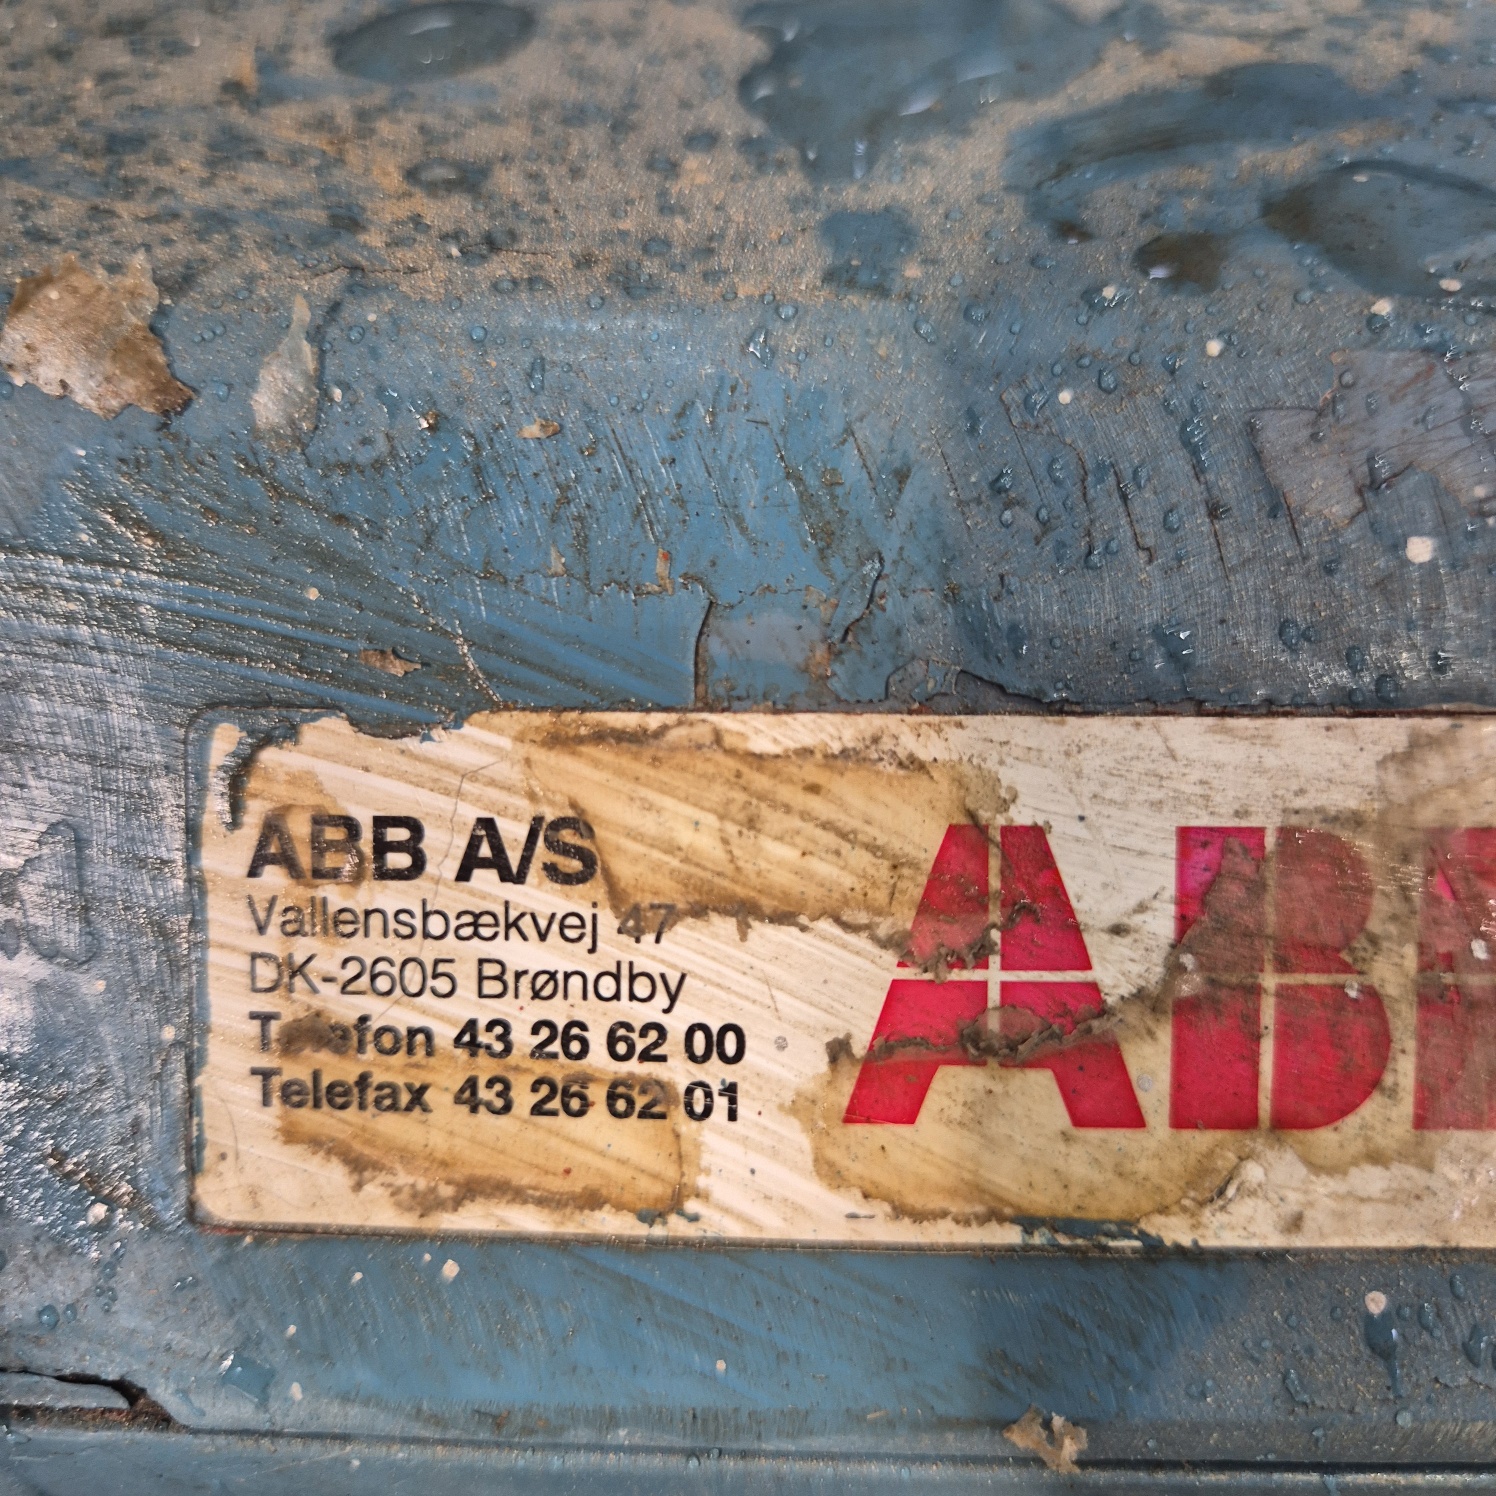 ABB A/S
Vallensbækvej 47
DK-2605 Brøndby
Telefon 43 26 62 00
Telefax 43 26 62 01
ABB